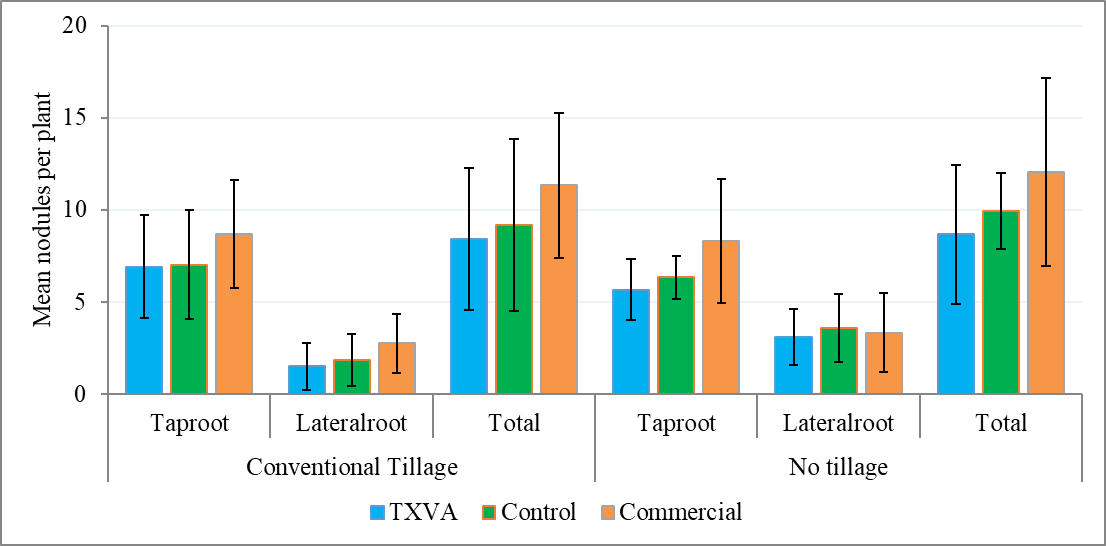 Mean nodules per plant
20
15
10
5
0
Taproot Lateralroot Total Taproot Lateralroot Total
Conventional Tillage No tillage
TXVA Control Commercial